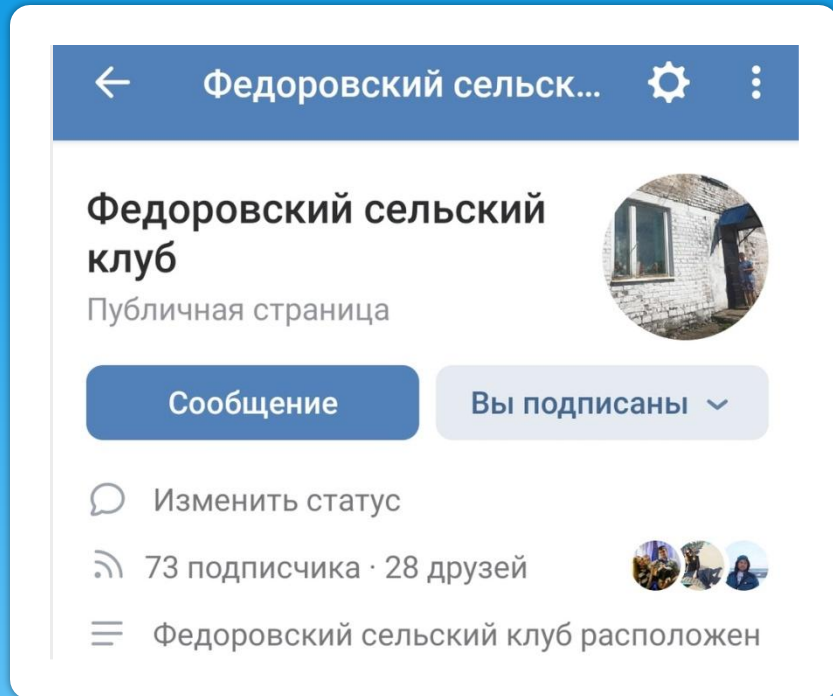 Федоровский сельск...
Федоровский сельский
клуб
Публичная страница
Сообщение
Вы подписаны
Изменить статус
73 подписчика · 28 друзей
Федоровский сельский клуб расположен